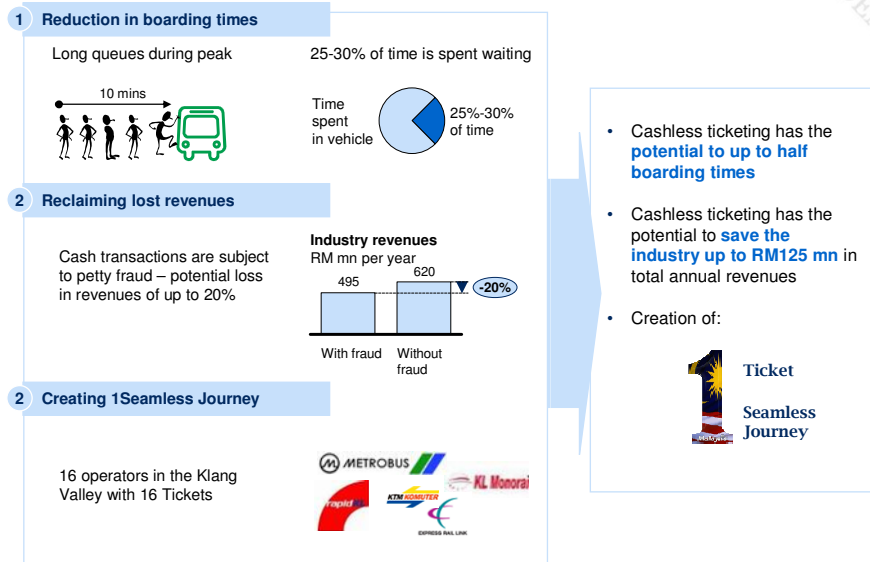 1 Reduction in boarding times
Long queues during peak
25-30% of time is spent waiting
10 mins
Time
spent
in vehicle
25%-30%
of time
2 Reclaiming lost revenues
Cash transactions are subject
to petty fraud – potential loss
in revenues of up to 20%
Industry revenues
RM mn per year
495
620
-20%
With fraud
Without
fraud
2 Creating 1Seamless Journey
16 operators in the Klang
Valley with 16 Tickets
METROBUS
rapid
KTM KOMUTER
KL Monorai
EXPRESS RAIL LINK
• Cashless ticketing has the
potential to up to half
boarding times
• Cashless ticketing has the
potential to save the
industry up to RM125 mn in
total annual revenues
• Creation of:
1
Ticket
Seamless
Journey